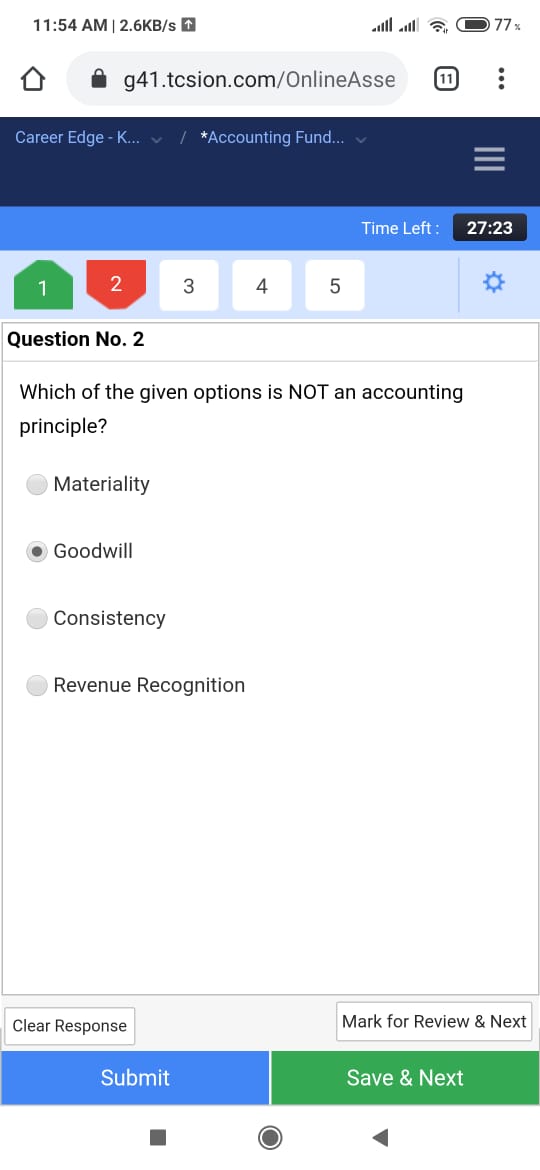 11:54 AM | 2.6KB/s
77%
g41.tcsion.com/OnlineAsse
11
Career Edge - K... / *Accounting Fund...
Time Left : 27:23
1 2 3 4 5
Question No. 2
Which of the given options is NOT an accounting
principle?
Materiality
Goodwill
Consistency
Revenue Recognition
Clear Response
Mark for Review & Next
Submit
Save & Next